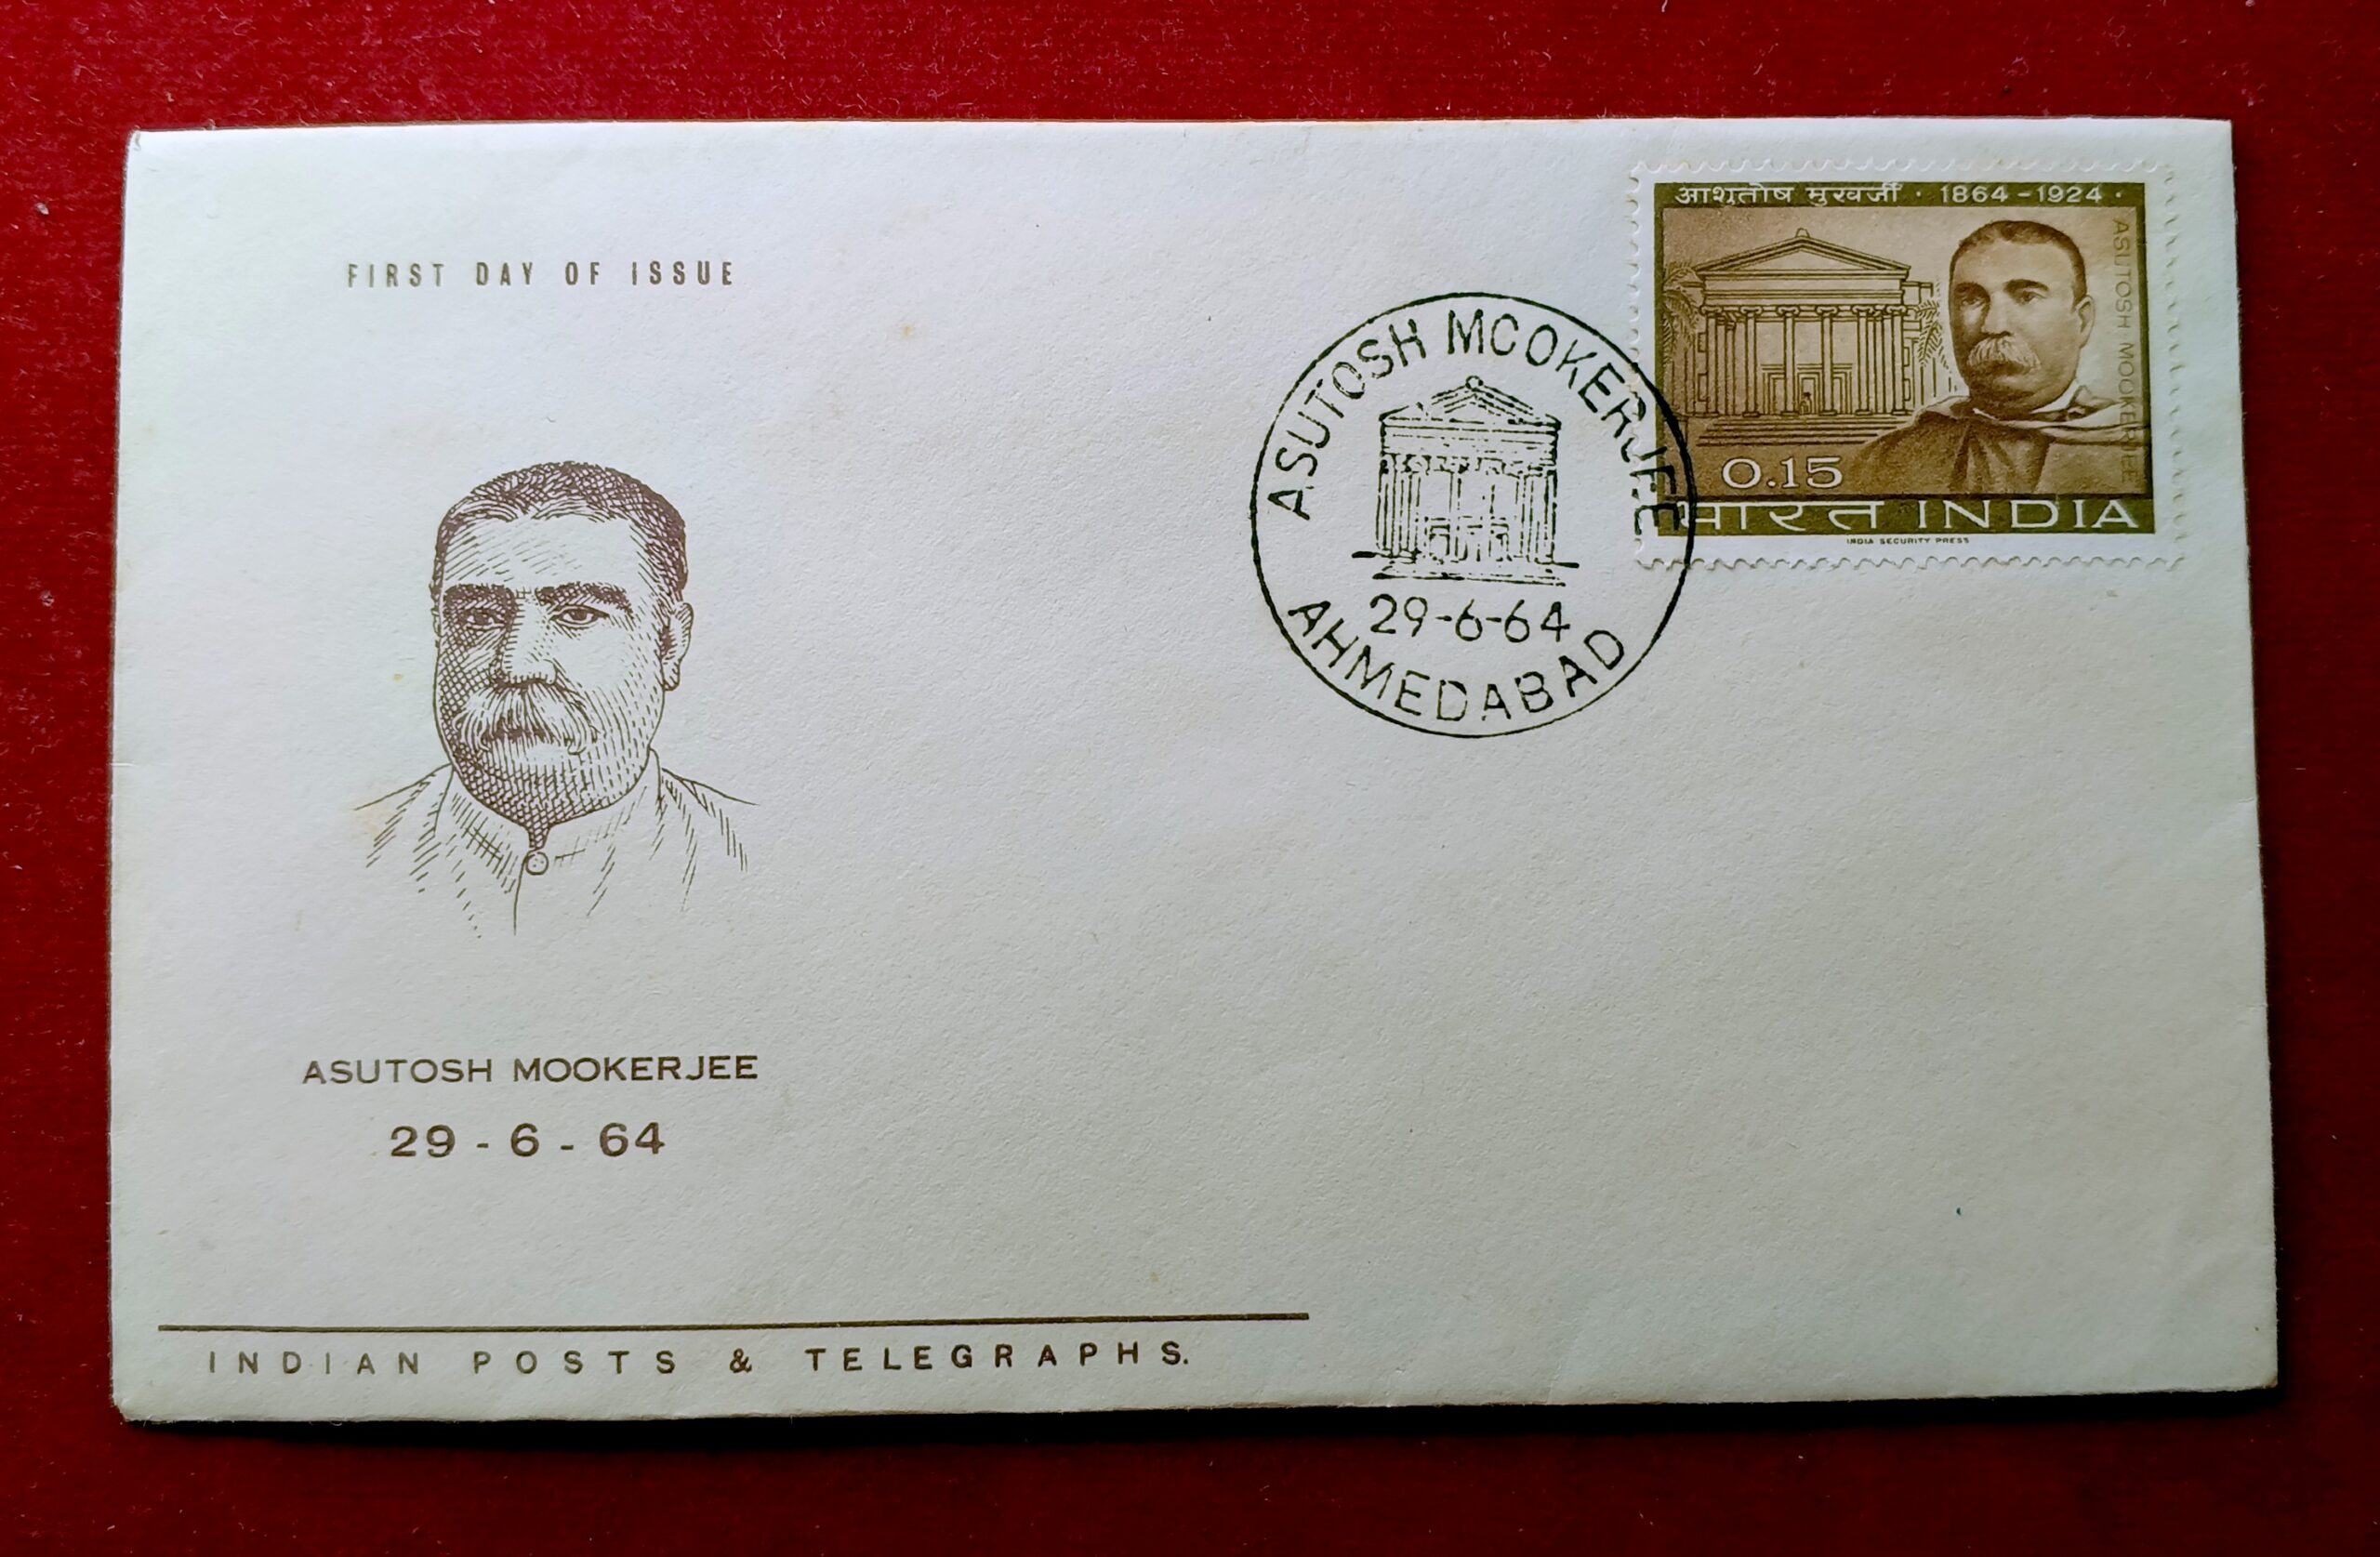 FIRST DAY OF ISSUE
आशुतोष मुखर्जी · 1864-1924 ·
ASUTOSH MOOKERJEE
0.15
भारत INDIA
INDIA SECURITY PRESS
ASUTOSH MOOKERJEE
29-6-64
AHMEDABAD
ASUTOSH MOOKERJEE
29 - 6 - 64
INDIAN POSTS & TELEGRAPHS.